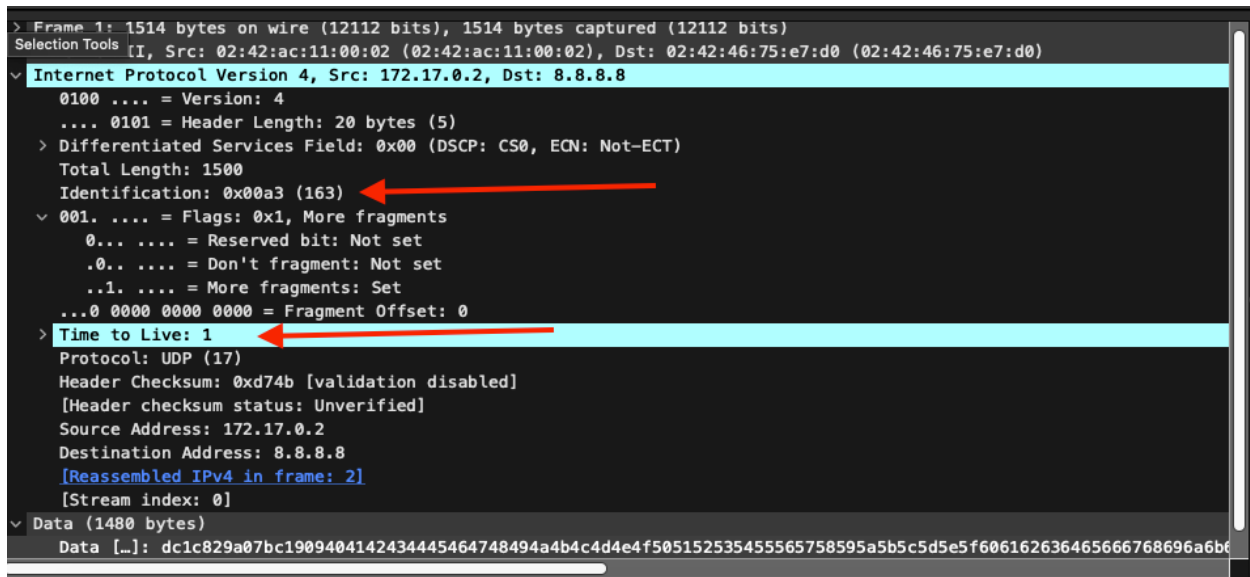 > Frame 1: 1514 bytes on wire (12112 bits), 1514 bytes captured (12112 bits)
Selection Tools II, Src: 02:42:ac:11:00:02 (02:42:ac:11:00:02), Dst: 02:42:46:75:e7:d0 (02:42:46:75:e7:d0)
Internet Protocol Version 4, Src: 172.17.0.2, Dst: 8.8.8.8
0100 .... = Version: 4
.... 0101 = Header Length: 20 bytes (5)
> Differentiated Services Field: 0x00 (DSCP: CS0, ECN: Not-ECT)
Total Length: 1500
Identification: 0x00a3 (163)
001. .... = Flags: 0x1, More fragments
0... .... = Reserved bit: Not set
.0.. .... = Don't fragment: Not set
..1. .... = More fragments: Set
...0 0000 0000 0000 = Fragment Offset: 0
> Time to Live: 1
Protocol: UDP (17)
Header Checksum: 0xd74b [validation disabled]
[Header checksum status: Unverified]
Source Address: 172.17.0.2
Destination Address: 8.8.8.8
[Reassembled IPv4 in frame: 2]
[Stream index: 0]
Data (1480 bytes)
Data […]: dc1c829a07bc1909404142434445464748494a4b4c4d4e4f505152535455565758595a5b5c5d5e5f606162636465666768696a6b6